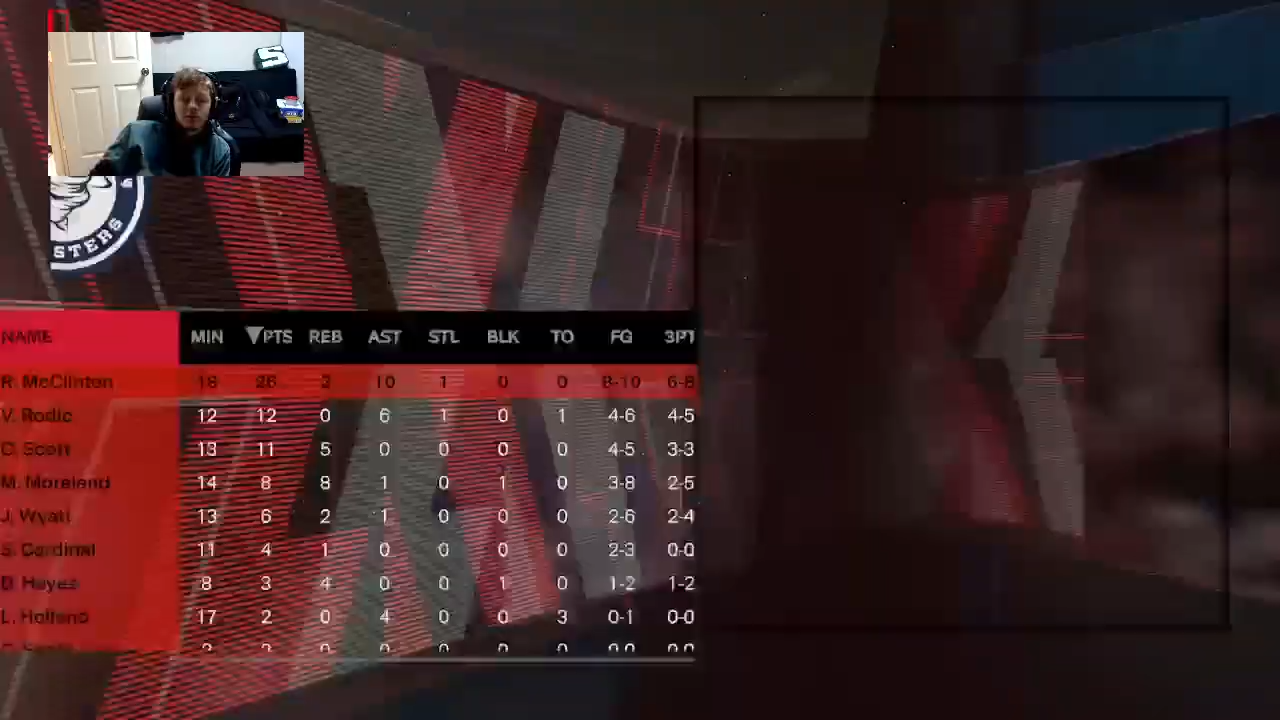 S
STERS
NAME MIN ▼PTS REB AST STL BLK TO FG 3PT
R. McClinton 18 26 2 10 1 0 0 8-10 6-8
V. Rodic 12 12 0 6 1 0 1 4-6 4-5
C. Scott 13 11 5 0 0 0 0 4-5 3-3
M. Moreland 14 8 8 1 0 1 0 3-8 2-5
J. Wyatt 13 6 2 1 0 0 0 2-6 2-4
S. Cardinal 11 4 1 0 0 0 0 2-3 0-0
D. Hayes 8 3 4 0 0 1 0 1-2 1-2
L. Holland 17 2 0 4 0 0 3 0-1 0-0